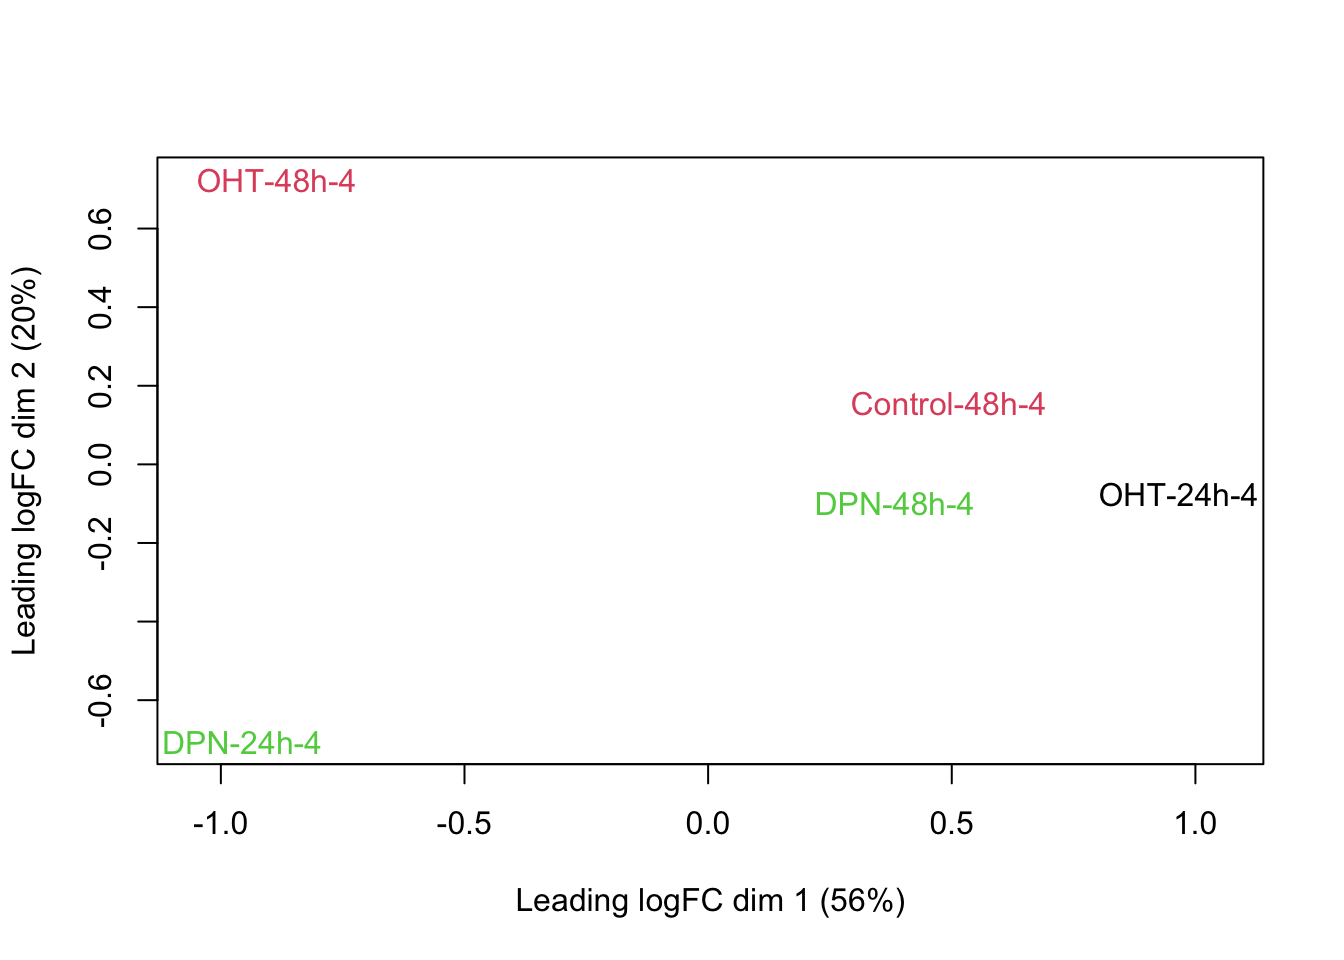 OHT-48h-4
Control-48h-4
OHT-24h-4
DPN-48h-4
DPN-24h-4
0.6
0.4
0.2
0.0
-0.2
-0.6
Leading logFC dim 2 (20%)
-1.0 -0.5 0.0 0.5 1.0
Leading logFC dim 1 (56%)